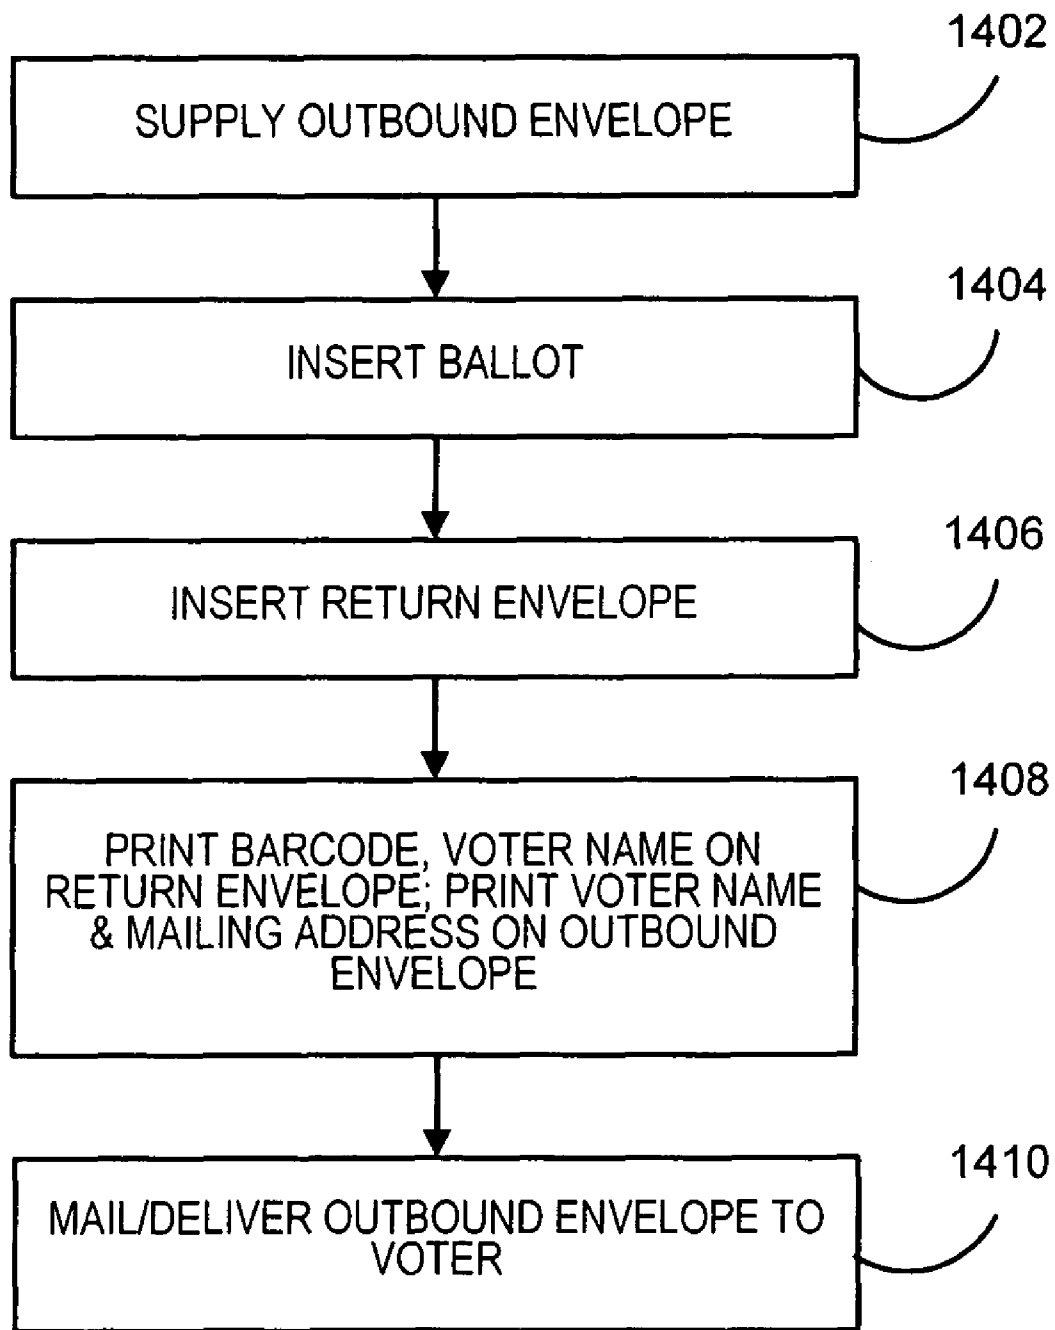 1402
SUPPLY OUTBOUND ENVELOPE
1404
INSERT BALLOT
1406
INSERT RETURN ENVELOPE
1408
PRINT BARCODE, VOTER NAME ON
RETURN ENVELOPE; PRINT VOTER NAME
& MAILING ADDRESS ON OUTBOUND
ENVELOPE
1410
MAIL/DELIVER OUTBOUND ENVELOPE TO
VOTER